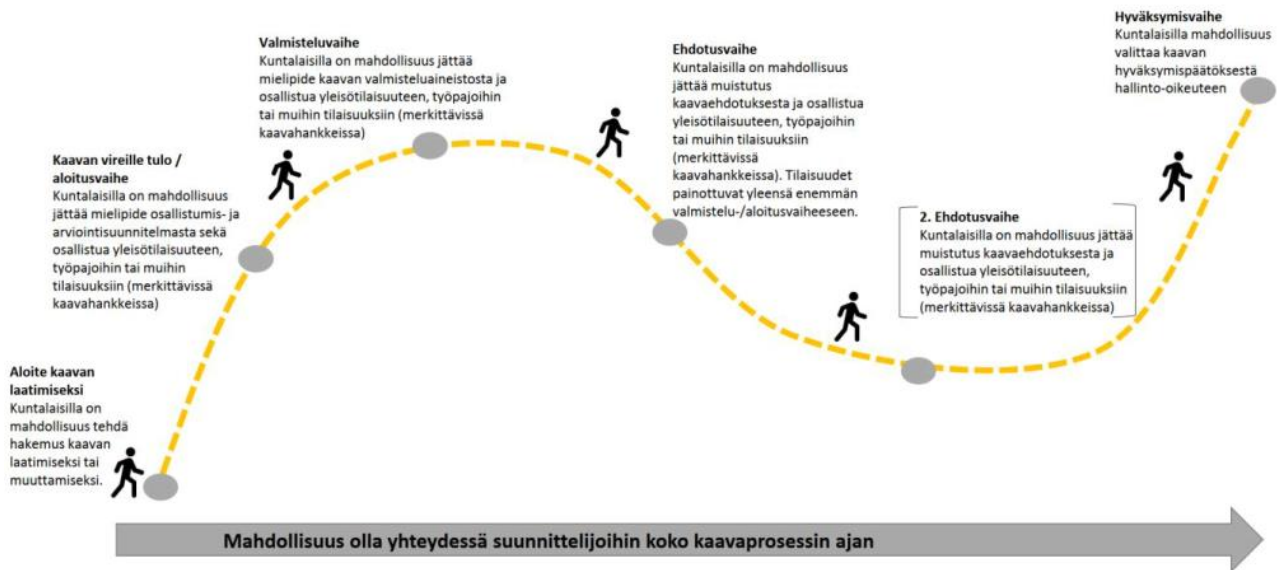 Aloite kaavan
laatimiseksi
Kuntalaisilla on
mahdollisuus tehdä
hakemus kaavan
laatimiseksi tai
muuttamiseksi.
Kaavan vireille tulo /
aloitusvaihe
Kuntalaisilla on mahdollisuus
jättää mielipide osallistumis- ja
arviointisuunnitelmasta sekä
osallistua yleisötilaisuuteen,
työpajoihin tai muihin
tilaisuuksiin (merkittävissä
kaavahankkeissa)
Valmisteluvaihe
Kuntalaisilla on mahdollisuus jättää
mielipide kaavan valmisteluaineistosta ja
osallistua yleisötilaisuuteen, työpajoihin
tai muihin tilaisuuksiin (merkittävissä
kaavahankkeissa)
Ehdotusvaihe
Kuntalaisilla on mahdollisuus
jättää muistutus
kaavaehdotuksesta ja osallistua
yleisötilaisuuteen, työpajoihin
tai muihin tilaisuuksiin
(merkittävissä
kaavahankkeissa). Tilaisuudet
painottuvat yleensä enemmän
valmistelu-/aloitusvaiheeseen.
2. Ehdotusvaihe
Kuntalaisilla on mahdollisuus jättää
muistutus kaavaehdotuksesta ja
osallistua yleisötilaisuuteen,
työpajoihin tai muihin tilaisuuksiin
(merkittävissä kaavahankkeissa)
Hyväksymisvaihe
Kuntalaisilla mahdollisuus
valittaa kaavan
hyväksymispäätöksestä
hallinto-oikeuteen
Mahdollisuus olla yhteydessä suunnittelijoihin koko kaavaprosessin ajan